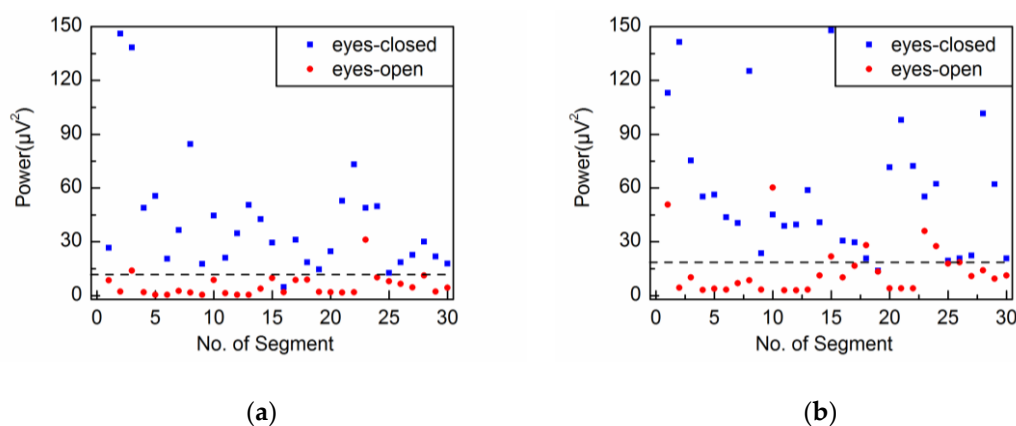 150
120
90
60
30
0
Power(μV²)
eyes-closed
eyes-open
0 5 10 15 20 25 30
No. of Segment
(a)
150
120
90
60
30
0
Power(μV²)
eyes-closed
eyes-open
0 5 10 15 20 25 30
No. of Segment
(b)